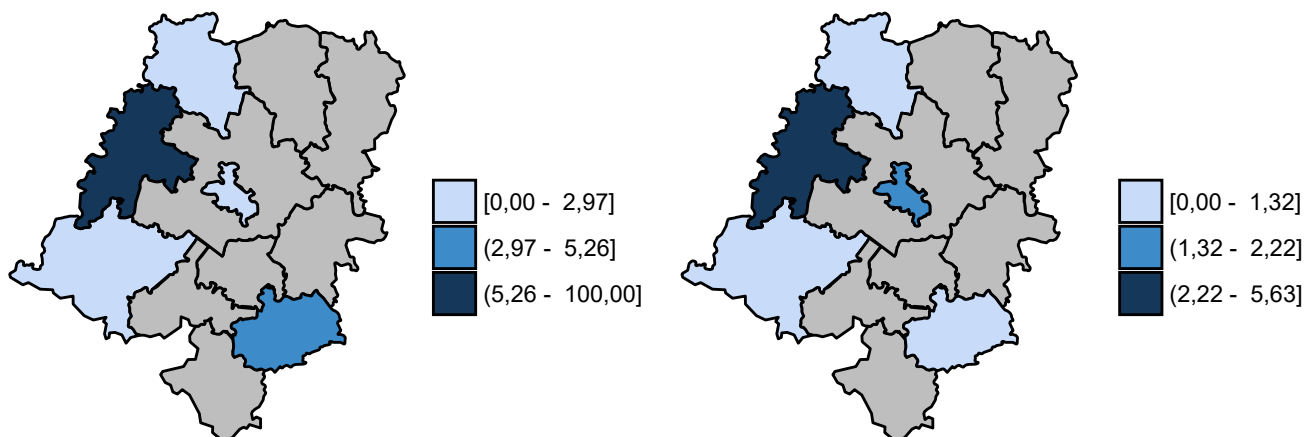 [0,00 - 2,97]
(2,97 - 5,26]
(5,26 - 100,00]
[0,00 - 1,32]
(1,32 - 2,22]
(2,22 - 5,63]